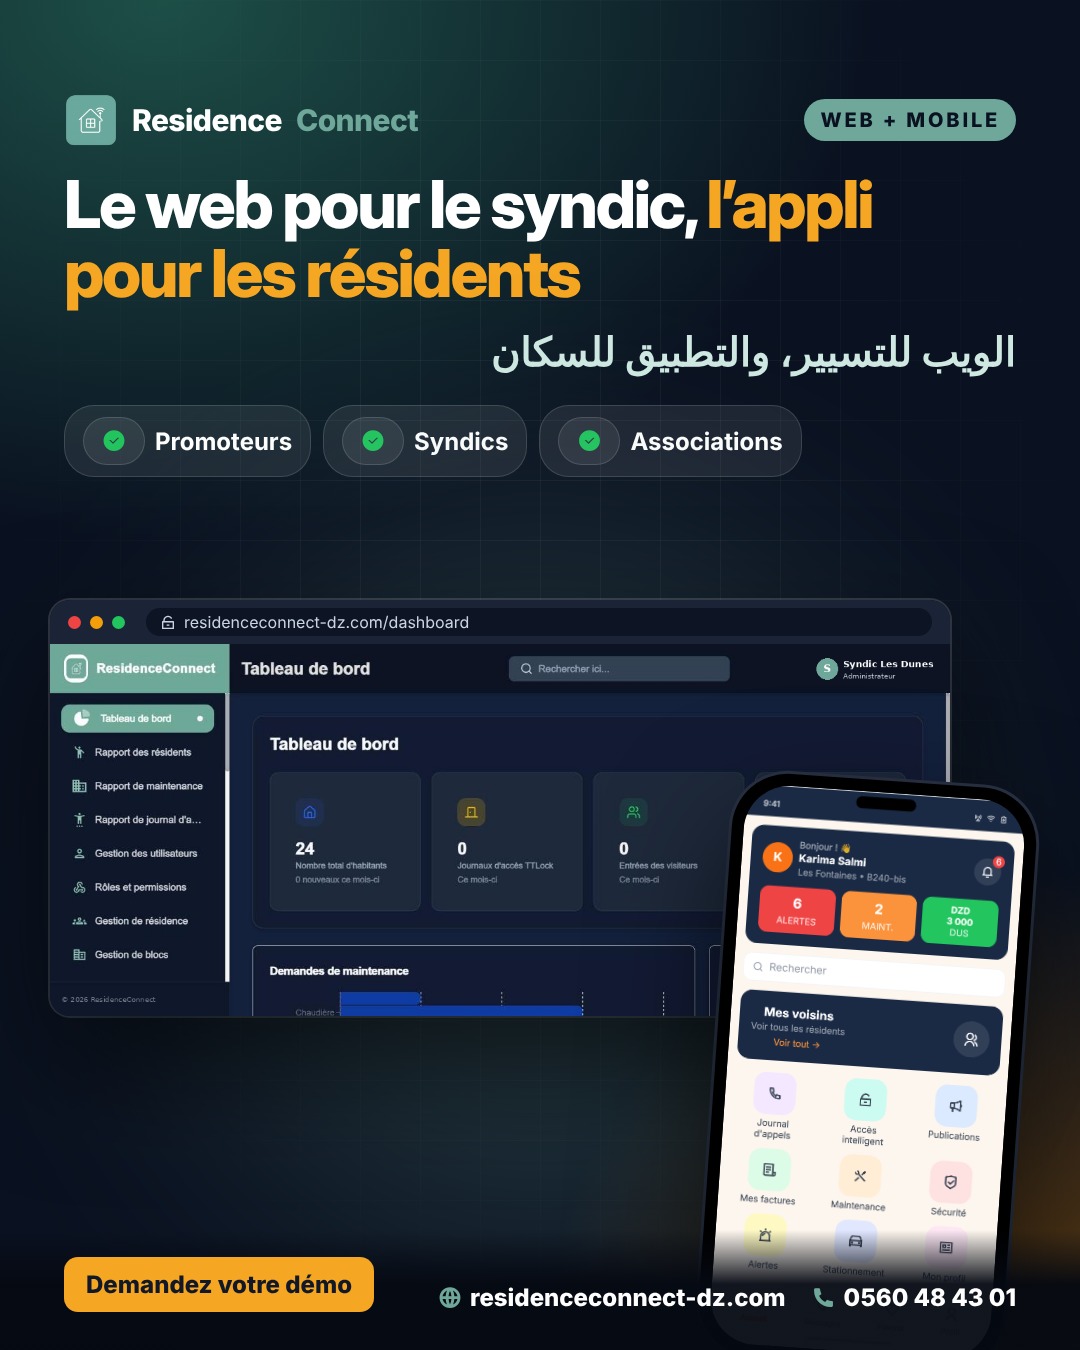 Residence Connect
WEB + MOBILE
Le web pour le syndic, l'appli
pour les résidents
الويب للتسيير، والتطبيق للسكان
Promoteurs
Syndics
Associations
residenceconnect-dz.com/dashboard
ResidenceConnect
Tableau de bord
Rechercher ici...
S
Syndic Les Dunes
Administrateur
Tableau de bord
Rapport des résidents
Rapport de maintenance
Rapport de journal d'a...
Gestion des utilisateurs
Rôles et permissions
Gestion de résidence
Gestion de blocs
© 2026 ResidenceConnect
Tableau de bord
24
Nombre total d'habitants
0 nouveaux ce mois-ci
0
Journaux d'accès TTLock
Ce mois-ci
0
Entrées des visiteurs
Ce mois-ci
Demandes de maintenance
Chaudière
9:41
K
Bonjour ! 👋
Karima Salmi
Les Fontaines • B240-bis
6
6
ALERTES
2
MAINT.
DZD
3 000
DUS
Rechercher
Mes voisins
Voir tous les résidents
Voir tout →
Journal
d'appels
Accès
intelligent
Publications
Mes factures
Maintenance
Sécurité
Alertes
Stationnement
Mon profil
Demandez votre démo
residenceconnect-dz.com
0560 48 43 01